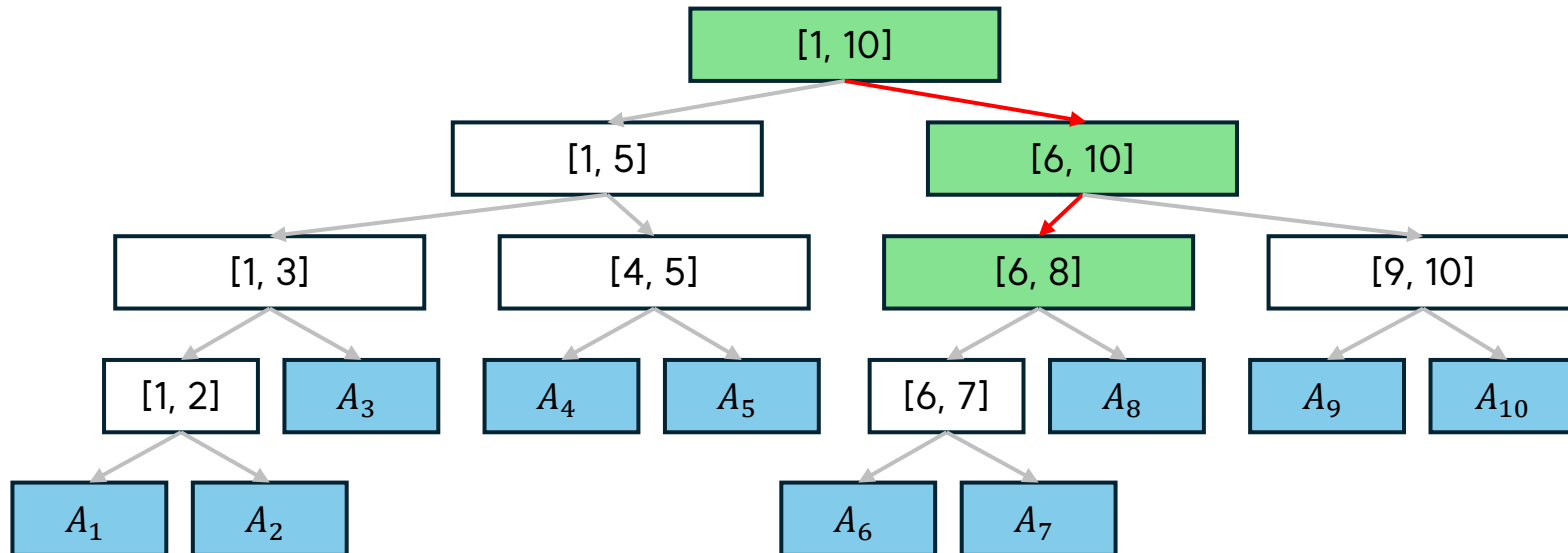 [1, 10]
[1, 5]
[6, 10]
[1, 3]
[4, 5]
[6, 8]
[9, 10]
[1, 2]
A₃
A₄
A₅
[6, 7]
A₈
A₉
A₁₀
A₁
A₂
A₆
A₇